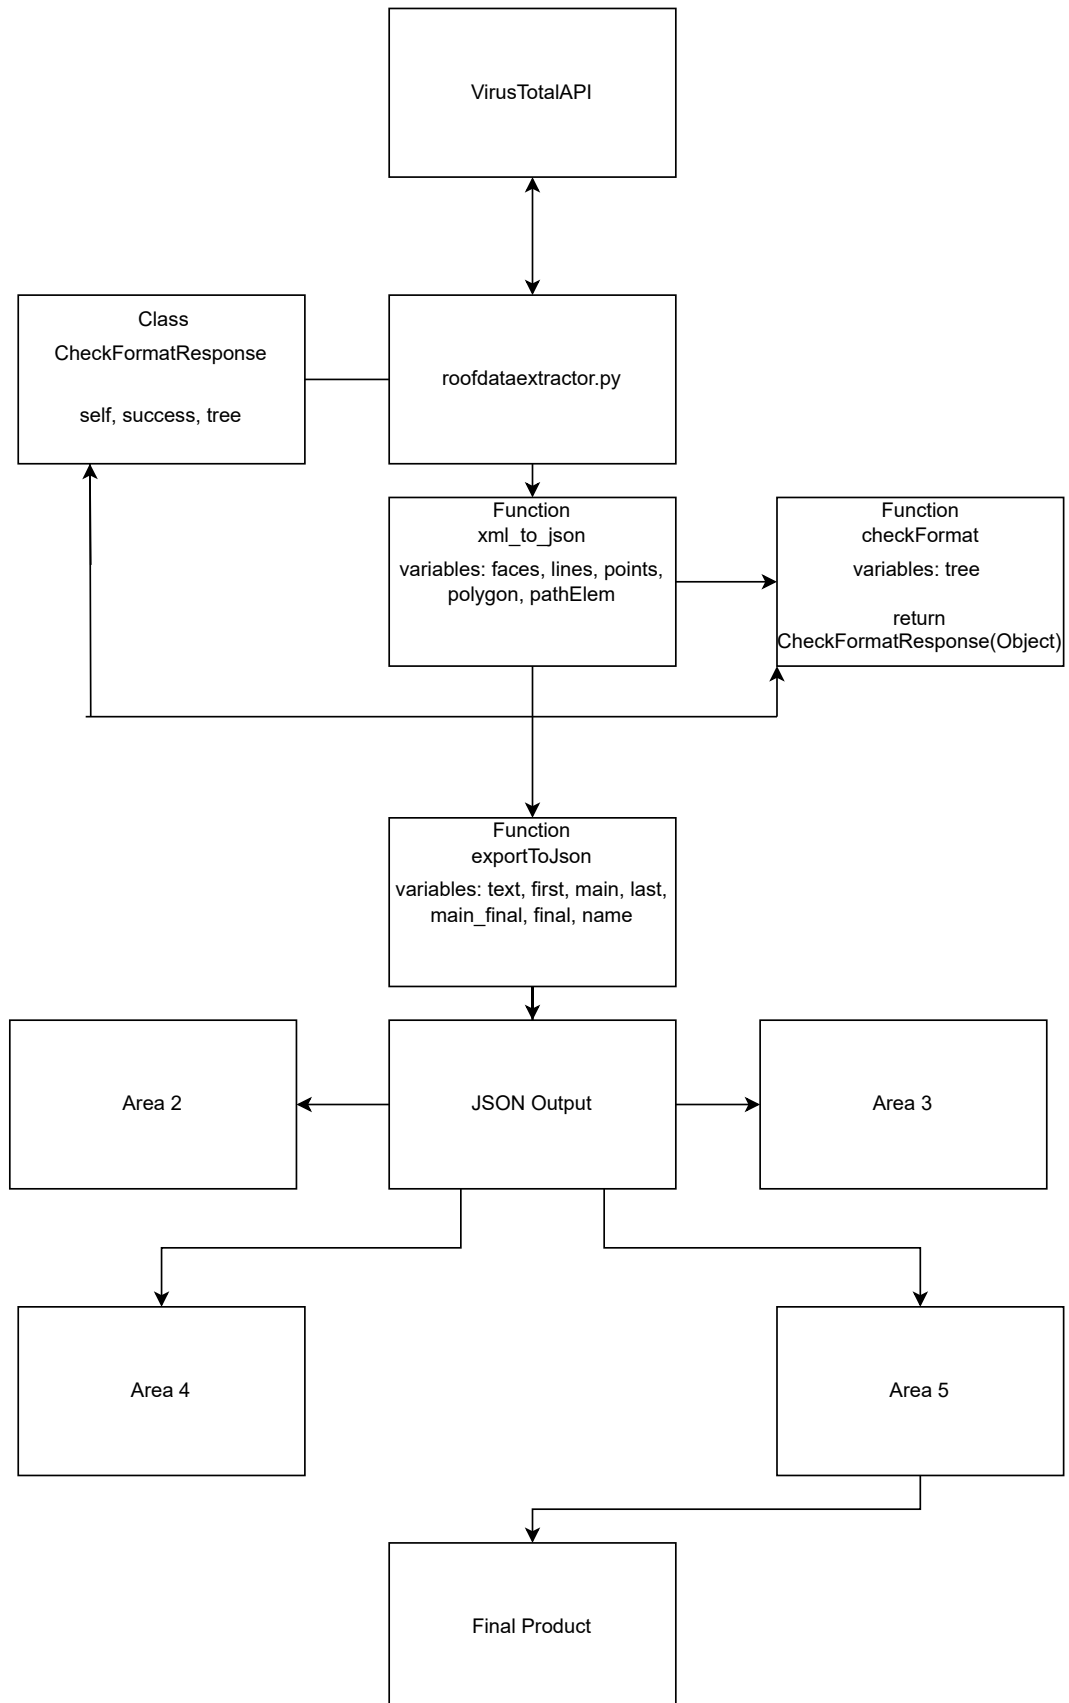 VirusTotalAPI
Class
CheckFormatResponse
self, success, tree
roofdataextractor.py
Function
xml_to_json
variables: faces, lines, points,
polygon, pathElem
Function
checkFormat
variables: tree
return
CheckFormatResponse(Object)
Function
exportToJson
variables: text, first, main, last,
main_final, final, name
Area 2
JSON Output
Area 3
Area 4
Area 5
Final Product